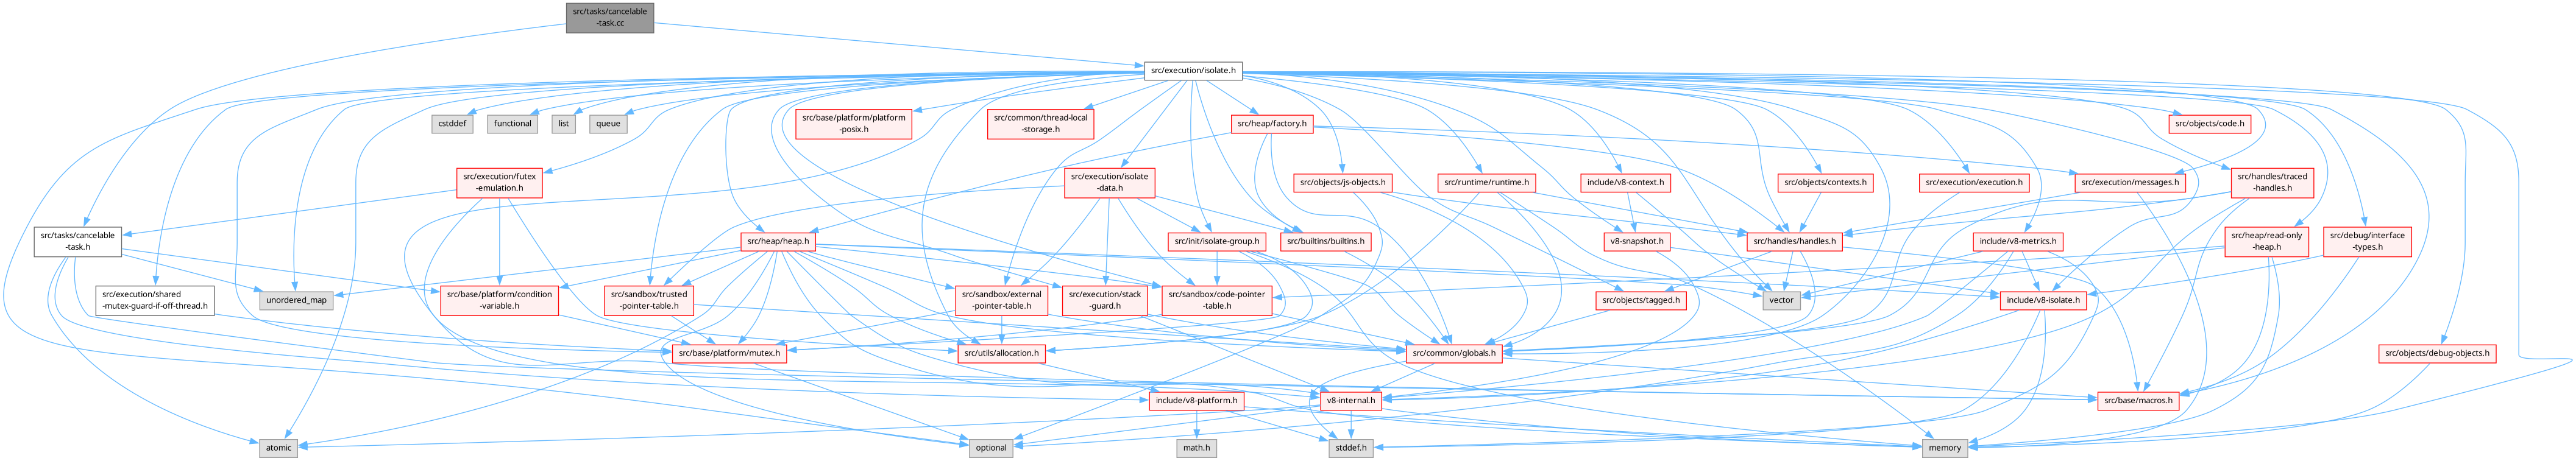 src/tasks/cancelable
-task.cc
src/execution/isolate.h
cstddef
functional
list
queue
src/base/platform/platform
-posix.h
src/common/thread-local
-storage.h
src/heap/factory.h
src/objects/code.h
src/execution/futex
-emulation.h
src/execution/isolate
-data.h
src/objects/js-objects.h
src/runtime/runtime.h
include/v8-context.h
src/objects/contexts.h
src/execution/execution.h
src/execution/messages.h
src/handles/traced
-handles.h
src/tasks/cancelable
-task.h
src/heap/heap.h
src/init/isolate-group.h
src/builtins/builtins.h
v8-snapshot.h
src/handles/handles.h
include/v8-metrics.h
src/heap/read-only
-heap.h
src/debug/interface
-types.h
src/execution/shared
-mutex-guard-if-off-thread.h
unordered_map
src/base/platform/condition
-variable.h
src/sandbox/trusted
-pointer-table.h
src/sandbox/external
-pointer-table.h
src/execution/stack
-guard.h
src/sandbox/code-pointer
-table.h
src/objects/tagged.h
vector
include/v8-isolate.h
src/base/platform/mutex.h
src/utils/allocation.h
src/common/globals.h
src/objects/debug-objects.h
include/v8-platform.h
v8-internal.h
src/base/macros.h
atomic
optional
math.h
stddef.h
memory